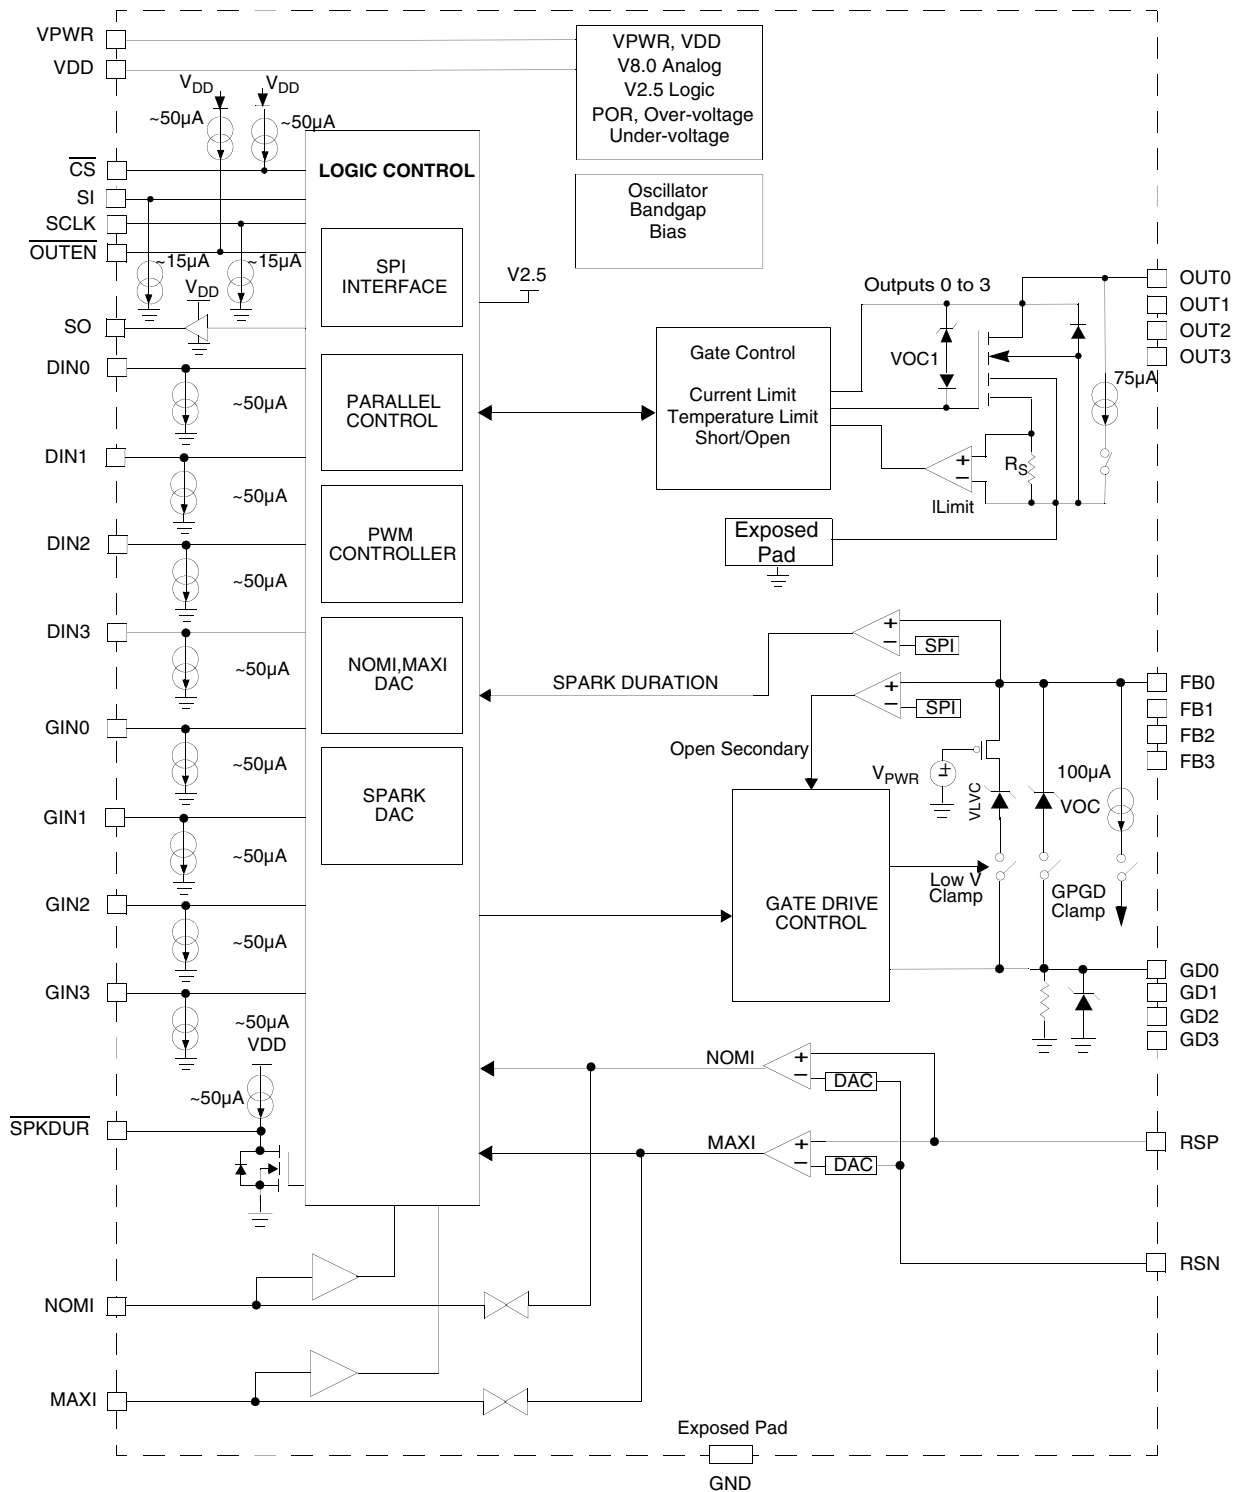 VPWR
VDD
VPWR, VDD
V8.0 Analog
V2.5 Logic
POR, Over-voltage
Under-voltage
VDD
VDD
~50µA
~50µA
CS
SI
SCLK
OUTEN
LOGIC CONTROL
Oscillator
Bandgap
Bias
~15µA
~15µA
VDD
SO
SPI
INTERFACE
V2.5
Outputs 0 to 3
OUT0
OUT1
OUT2
OUT3
Gate Control
Current Limit
Temperature Limit
Short/Open
VOC1
75µA
+
−
RS
ILimit
DIN0
~50µA
PARALLEL
CONTROL
DIN1
~50µA
DIN2
~50µA
PWM
CONTROLLER
Exposed
Pad
DIN3
~50µA
NOMI,MAXI
DAC
SPARK DURATION
+
−
SPI
+
−
SPI
FB0
FB1
FB2
FB3
Open Secondary
VPWR
VLVC
100µA
VOC
GIN0
~50µA
SPARK
DAC
GIN1
~50µA
GIN2
~50µA
GATE DRIVE
CONTROL
Low V
Clamp
GPGD
Clamp
GD0
GD1
GD2
GD3
GIN3
~50µA
VDD
~50µA
SPKDUR
NOMI
+
−
DAC
MAXI
+
−
DAC
RSP
RSN
NOMI
MAXI
Exposed Pad
GND